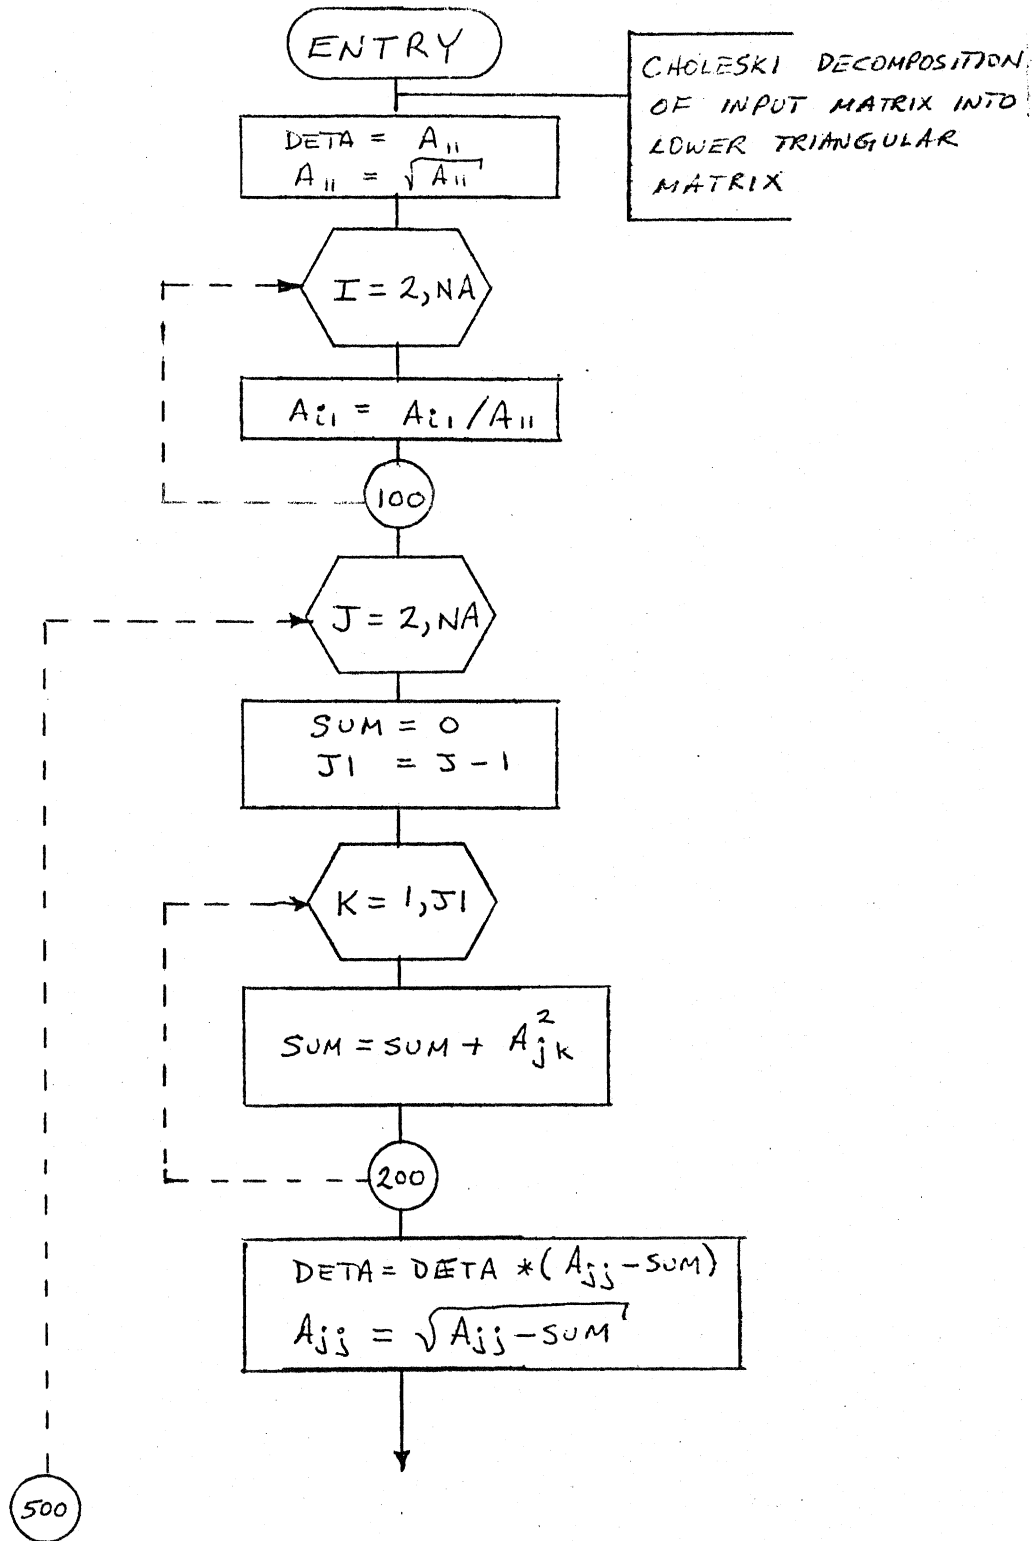 ENTRY
CHOLESKI DECOMPOSITION
OF INPUT MATRIX INTO
LOWER TRIANGULAR
MATRIX
DETA = A₁₁
A₁₁ = √A₁₁
I = 2, NA
Aᵢ₁ = Aᵢ₁ / A₁₁
100
J = 2, NA
SUM = 0
J1 = J - 1
K = 1, J1
SUM = SUM + A²ⱼₖ
200
DETA = DETA * (Aⱼⱼ - SUM)
Aⱼⱼ = √Aⱼⱼ - SUM
500